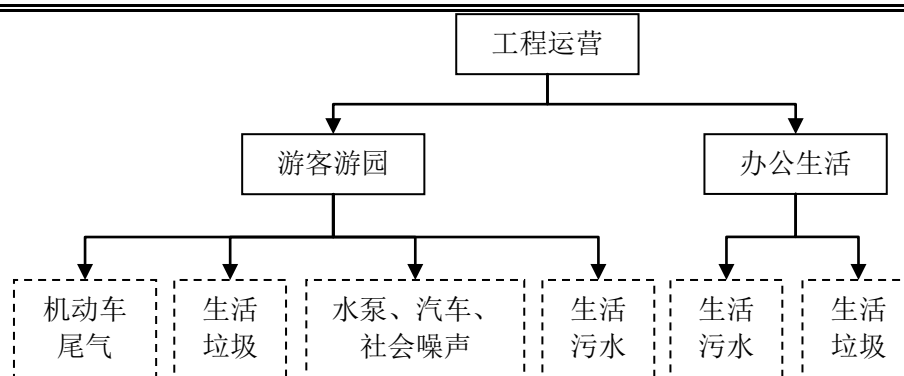 工程运营
游客游园
办公生活
机动车
尾气
生活
垃圾
水泵、汽车、
社会噪声
生活
污水
生活
污水
生活
垃圾